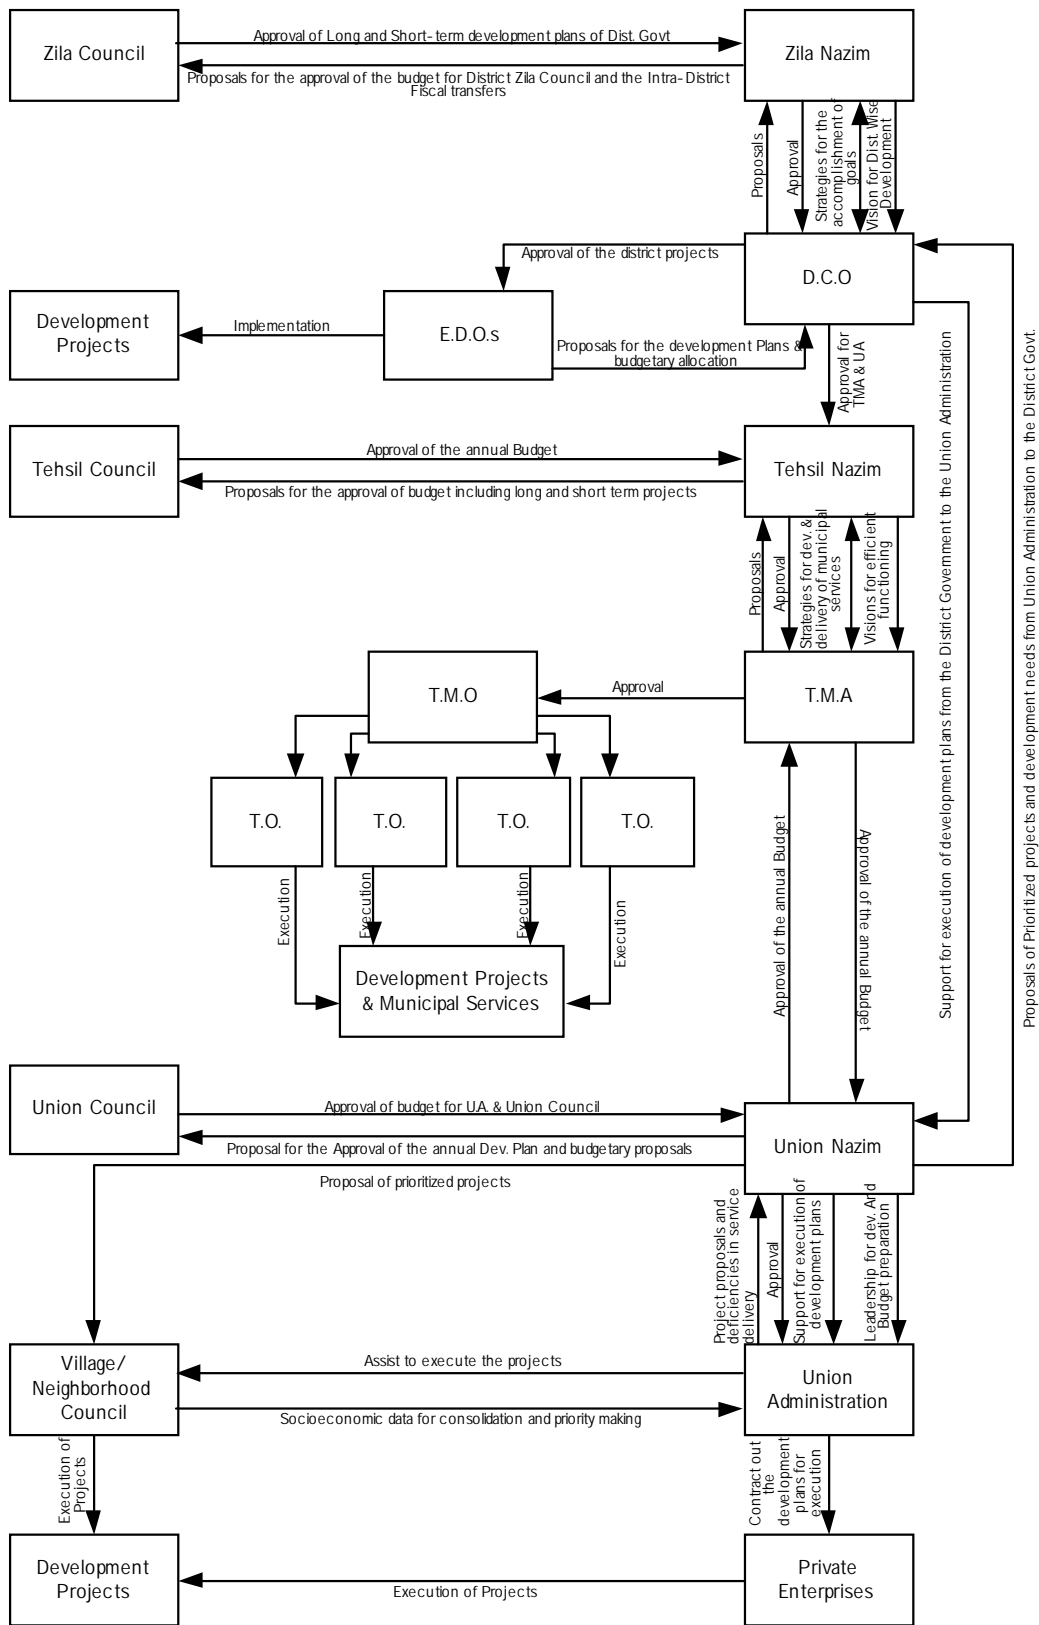 Zila Council
Approval of Long and Short-term development plans of Dist. Govt
Proposals for the approval of the budget for District Zila Council and the Intra-District
Fiscal transfers
Zila Nazim
Proposals
Approval
Strategies for the
accomplishment of
goals
Vision for Dist. Wise
Development
D.C.O
Approval of the district projects
E.D.O.s
Implementation
Development
Projects
Proposals for the development Plans &
budgetary allocation
Approval for
TMA & UA
Tehsil Council
Approval of the annual Budget
Proposals for the approval of budget including long and short term projects
Tehsil Nazim
Proposals
Approval
Strategies for dev. &
delivery of municipal
services
Visions for efficient
functioning
T.M.O
Approval
T.M.A
T.O.
T.O.
T.O.
T.O.
Execution
Execution
Execution
Execution
Development Projects
& Municipal Services
Approval of the annual Budget
Approval of the annual Budget
Support for execution of development plans from the District Government to the Union Administration
Proposals of Prioritized projects and development needs from Union Administration to the District Govt.
Union Council
Approval of budget for U.A. & Union Council
Proposal for the Approval of the annual Dev. Plan and budgetary proposals
Proposal of prioritized projects
Union Nazim
Project proposals and
deficiencies in service
delivery
Approval
Support for execution of
development plans
Leadership for dev. And
Budget preparation
Village/
Neighborhood
Council
Assist to execute the projects
Socioeconomic data for consolidation and priority making
Union
Administration
Execution of
Projects
Contract out
the
development
plans for
execution
Development
Projects
Execution of Projects
Private
Enterprises